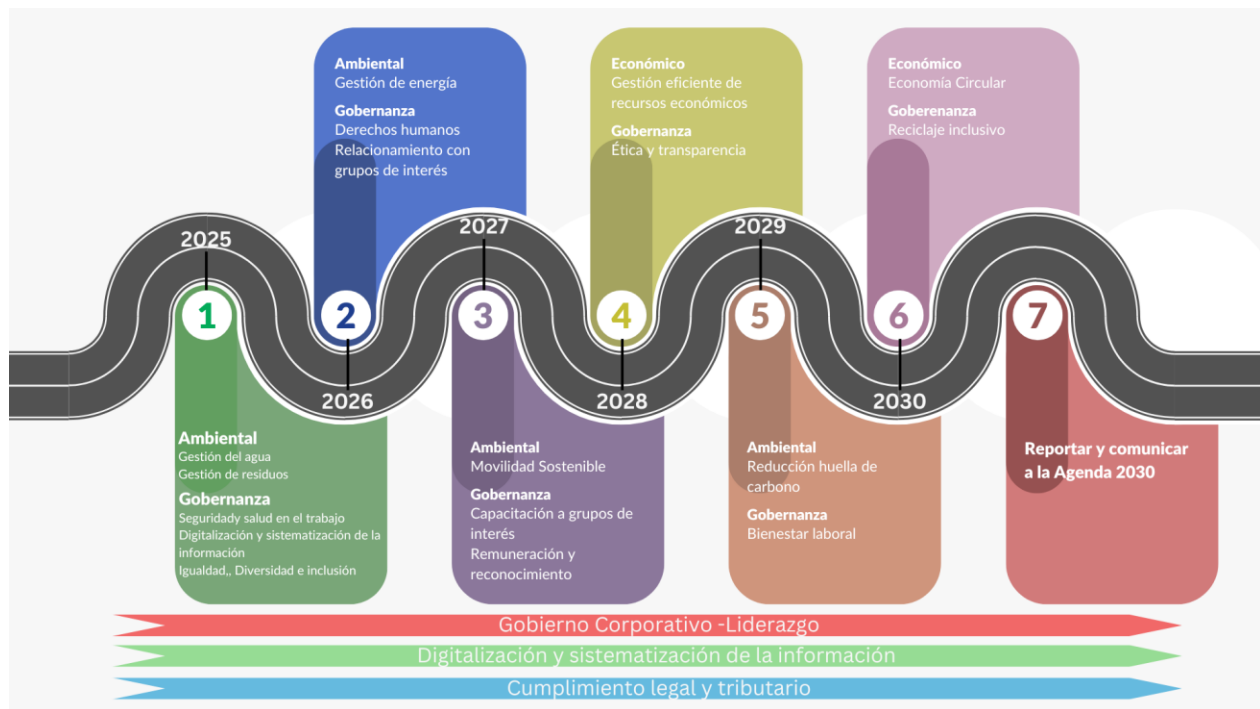 Ambiental
Gestión de energía
Gobernanza
Derechos humanos
Relacionamiento con
grupos de interés
Económico
Gestión eficiente de
recursos económicos
Gobernanza
Ética y transparencia
Económico
Economía Circular
Goberenanza
Reciclaje inclusivo
2025
2027
2029
1
2
3
4
5
6
7
2026
2028
2030
Ambiental
Gestión del agua
Gestión de residuos
Gobernanza
Seguridady salud en el trabajo
Digitalización y sistematización de la
información
Igualdad,, Diversidad e inclusión
Ambiental
Movilidad Sostenible
Gobernanza
Capacitación a grupos de
interés
Remuneración y
reconocimiento
Ambiental
Reducción huella de
carbono
Gobernanza
Bienestar laboral
Reportar y comunicar
a la Agenda 2030
Gobierno Corporativo -Liderazgo
Digitalización y sistematización de la información
Cumplimiento legal y tributario